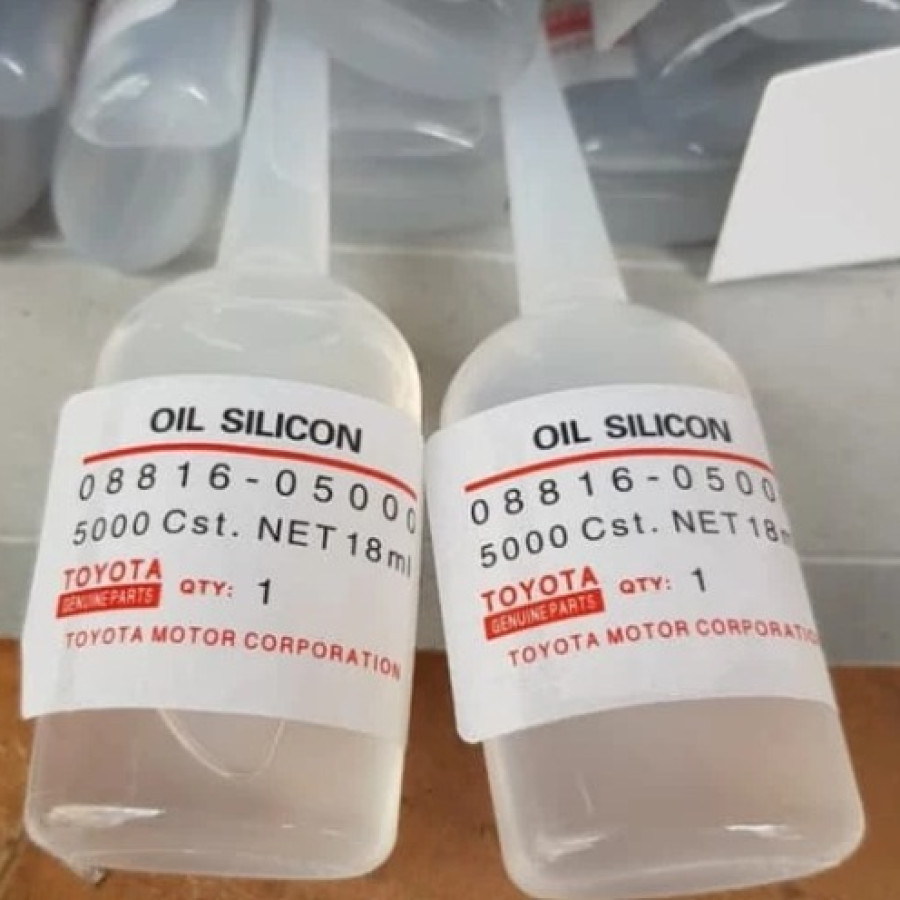 OIL SILICON
08816-05000
5000 Cst. NET 18ml
TOYOTA
GENUINE PARTS
QTY: 1
TOYOTA MOTOR CORPORATION
OIL SILICON
08816-0500
5000 Cst. NET 18m
TOYOTA
GENUINE PARTS
QTY: 1
TOYOTA MOTOR CORPORATIO